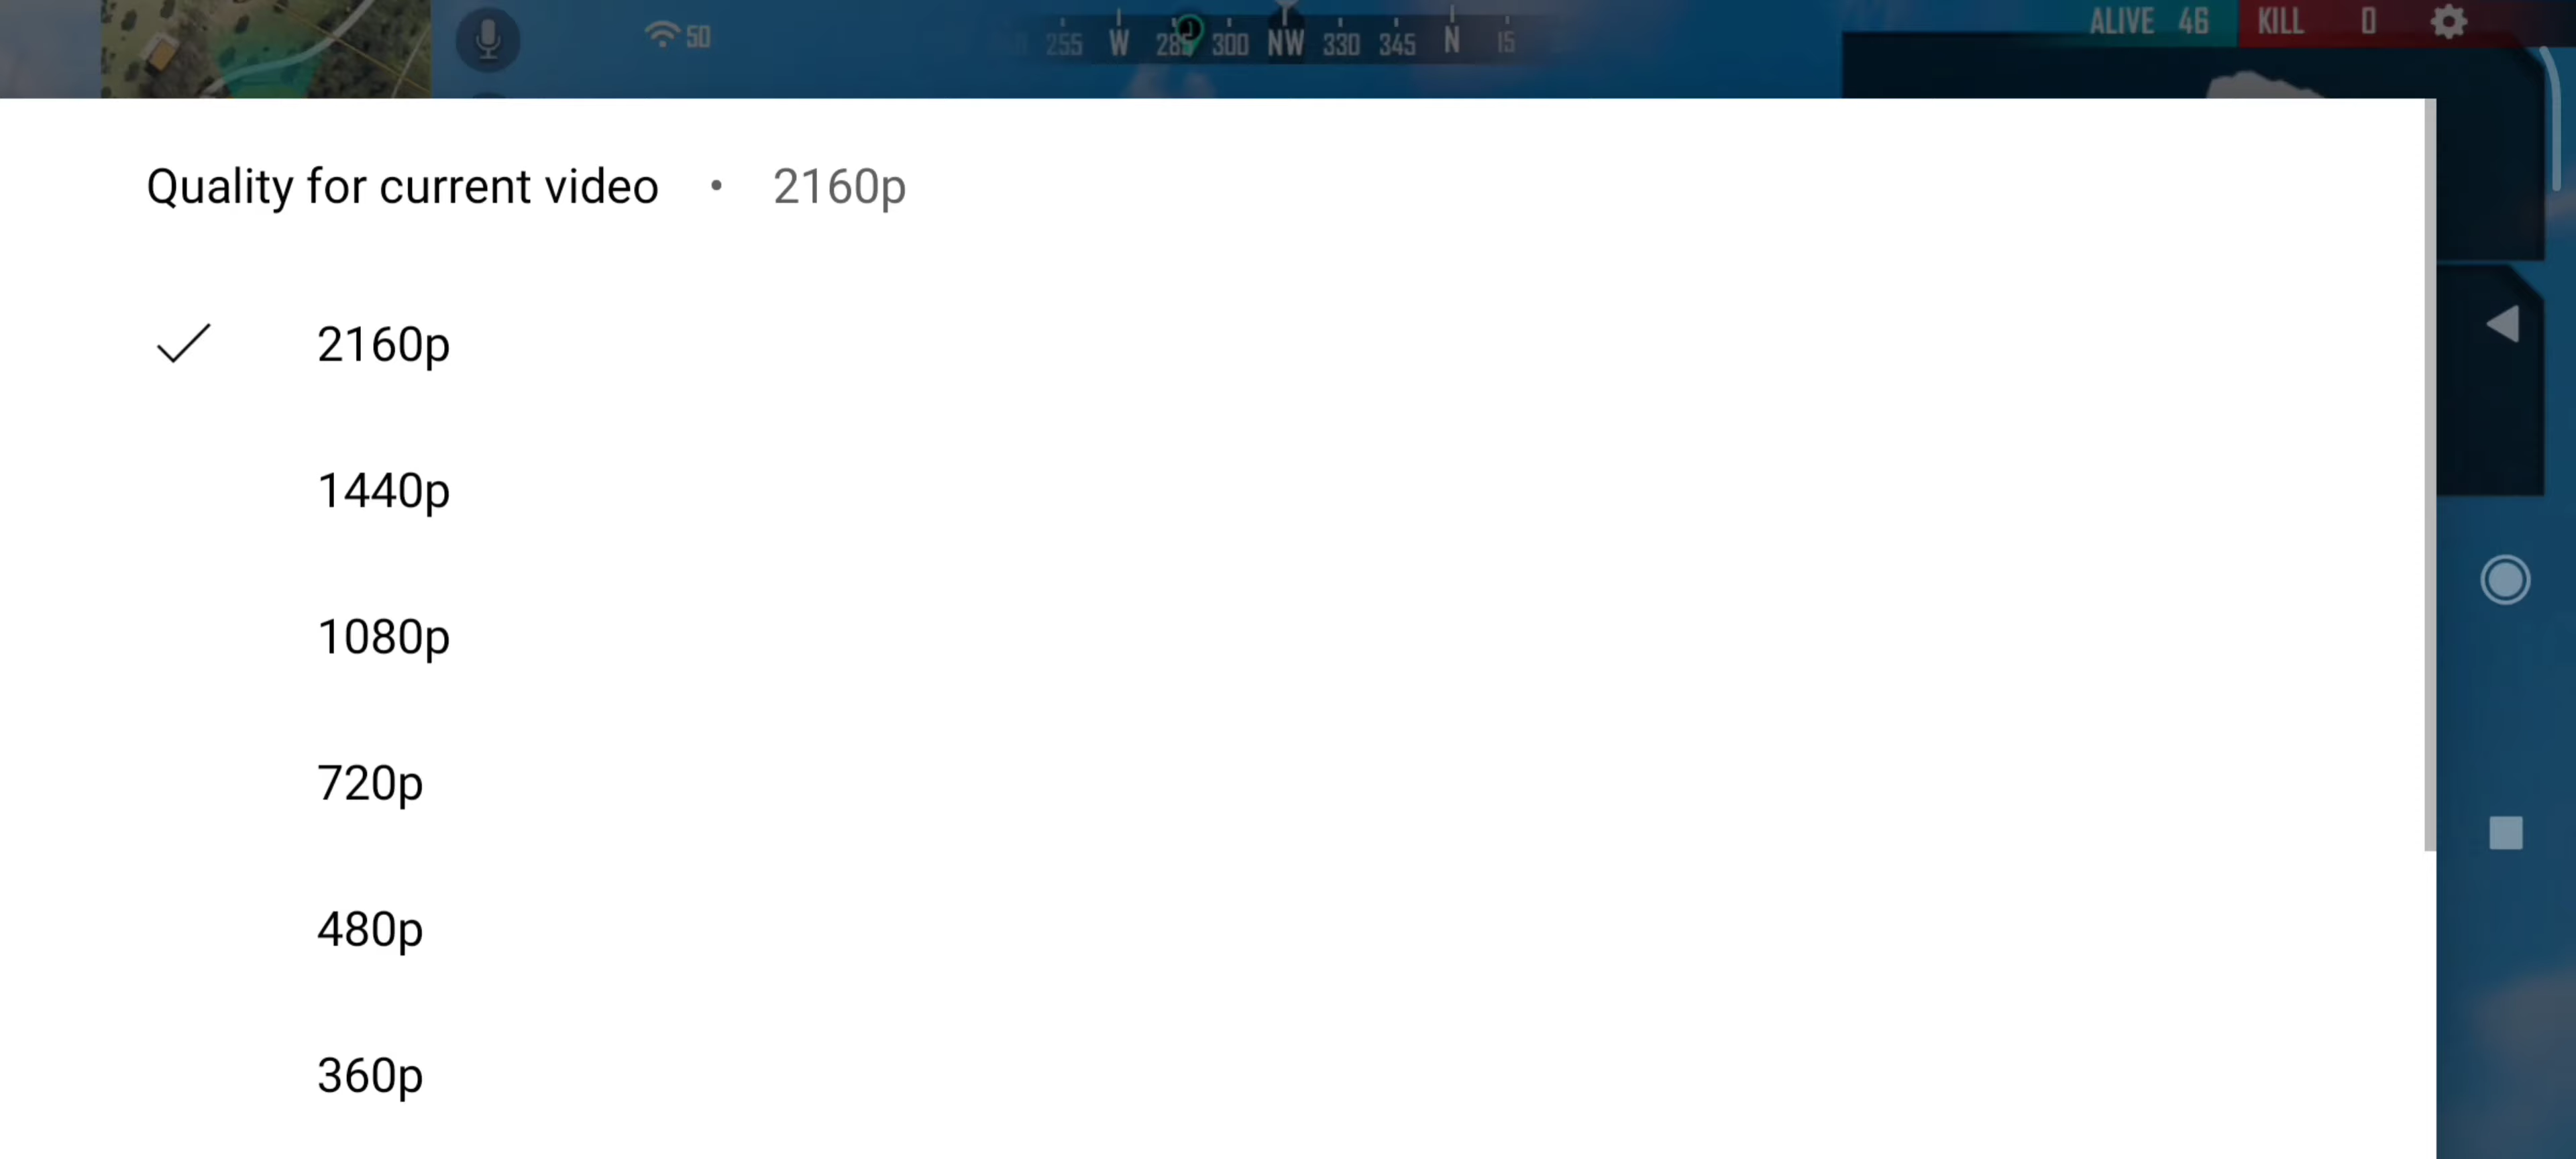 50
255 W 285 300 NW 330 345 N 15
ALIVE 46 KILL 0
Quality for current video • 2160p
2160p
1440p
1080p
720p
480p
360p